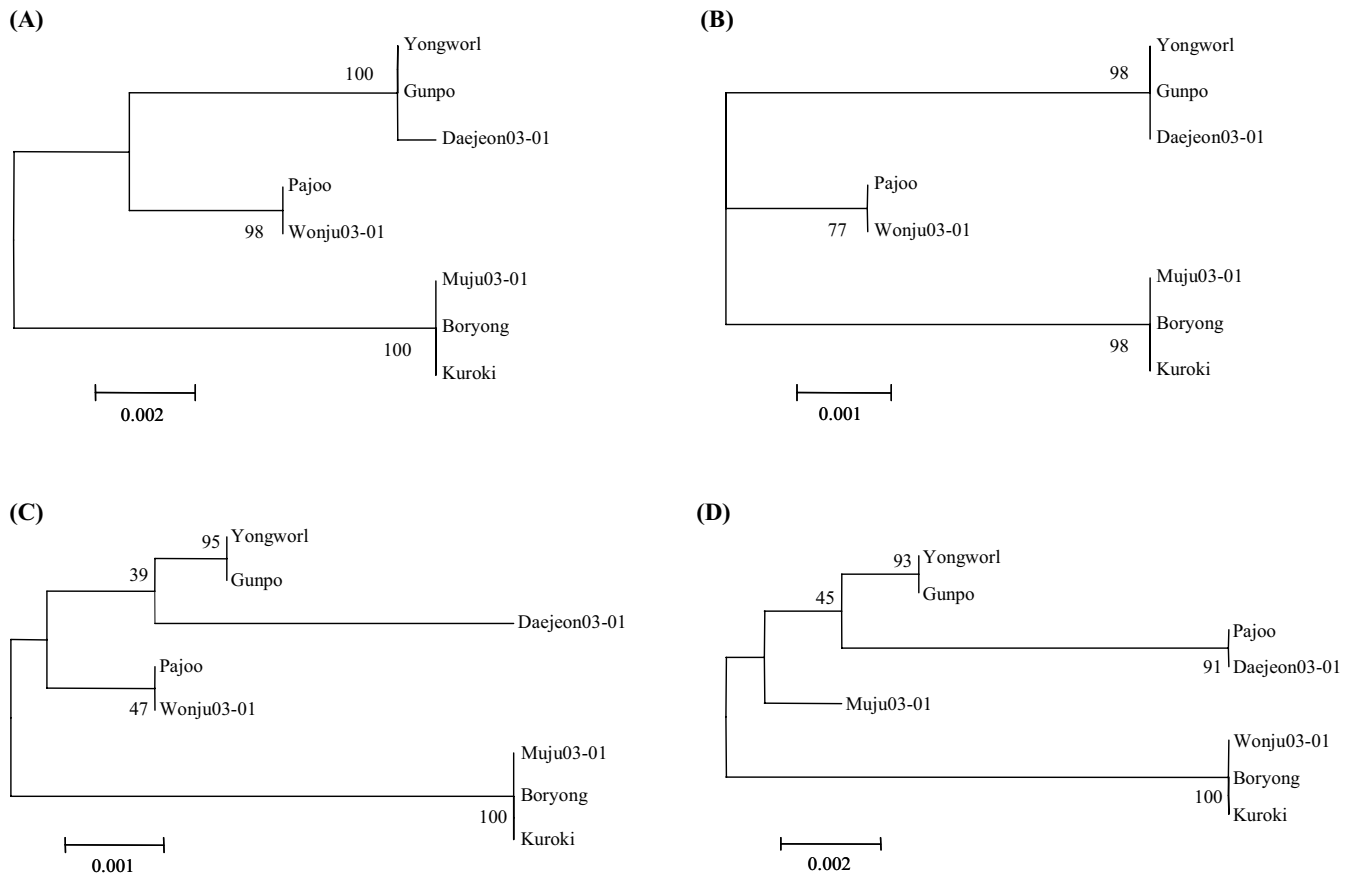 (A)
Yongworl
100
Gunpo
Daejeon03-01
Pajoo
98
Wonju03-01
Muju03-01
Boryong
100
Kuroki
0.002
(B)
Yongworl
98
Gunpo
Daejeon03-01
Pajoo
77
Wonju03-01
Muju03-01
Boryong
98
Kuroki
0.001
(C)
95
Yongworl
39
Gunpo
Daejeon03-01
Pajoo
47
Wonju03-01
Muju03-01
Boryong
100
Kuroki
0.001
(D)
93
Yongworl
45
Gunpo
Pajoo
91
Daejeon03-01
Muju03-01
Wonju03-01
Boryong
100
Kuroki
0.002